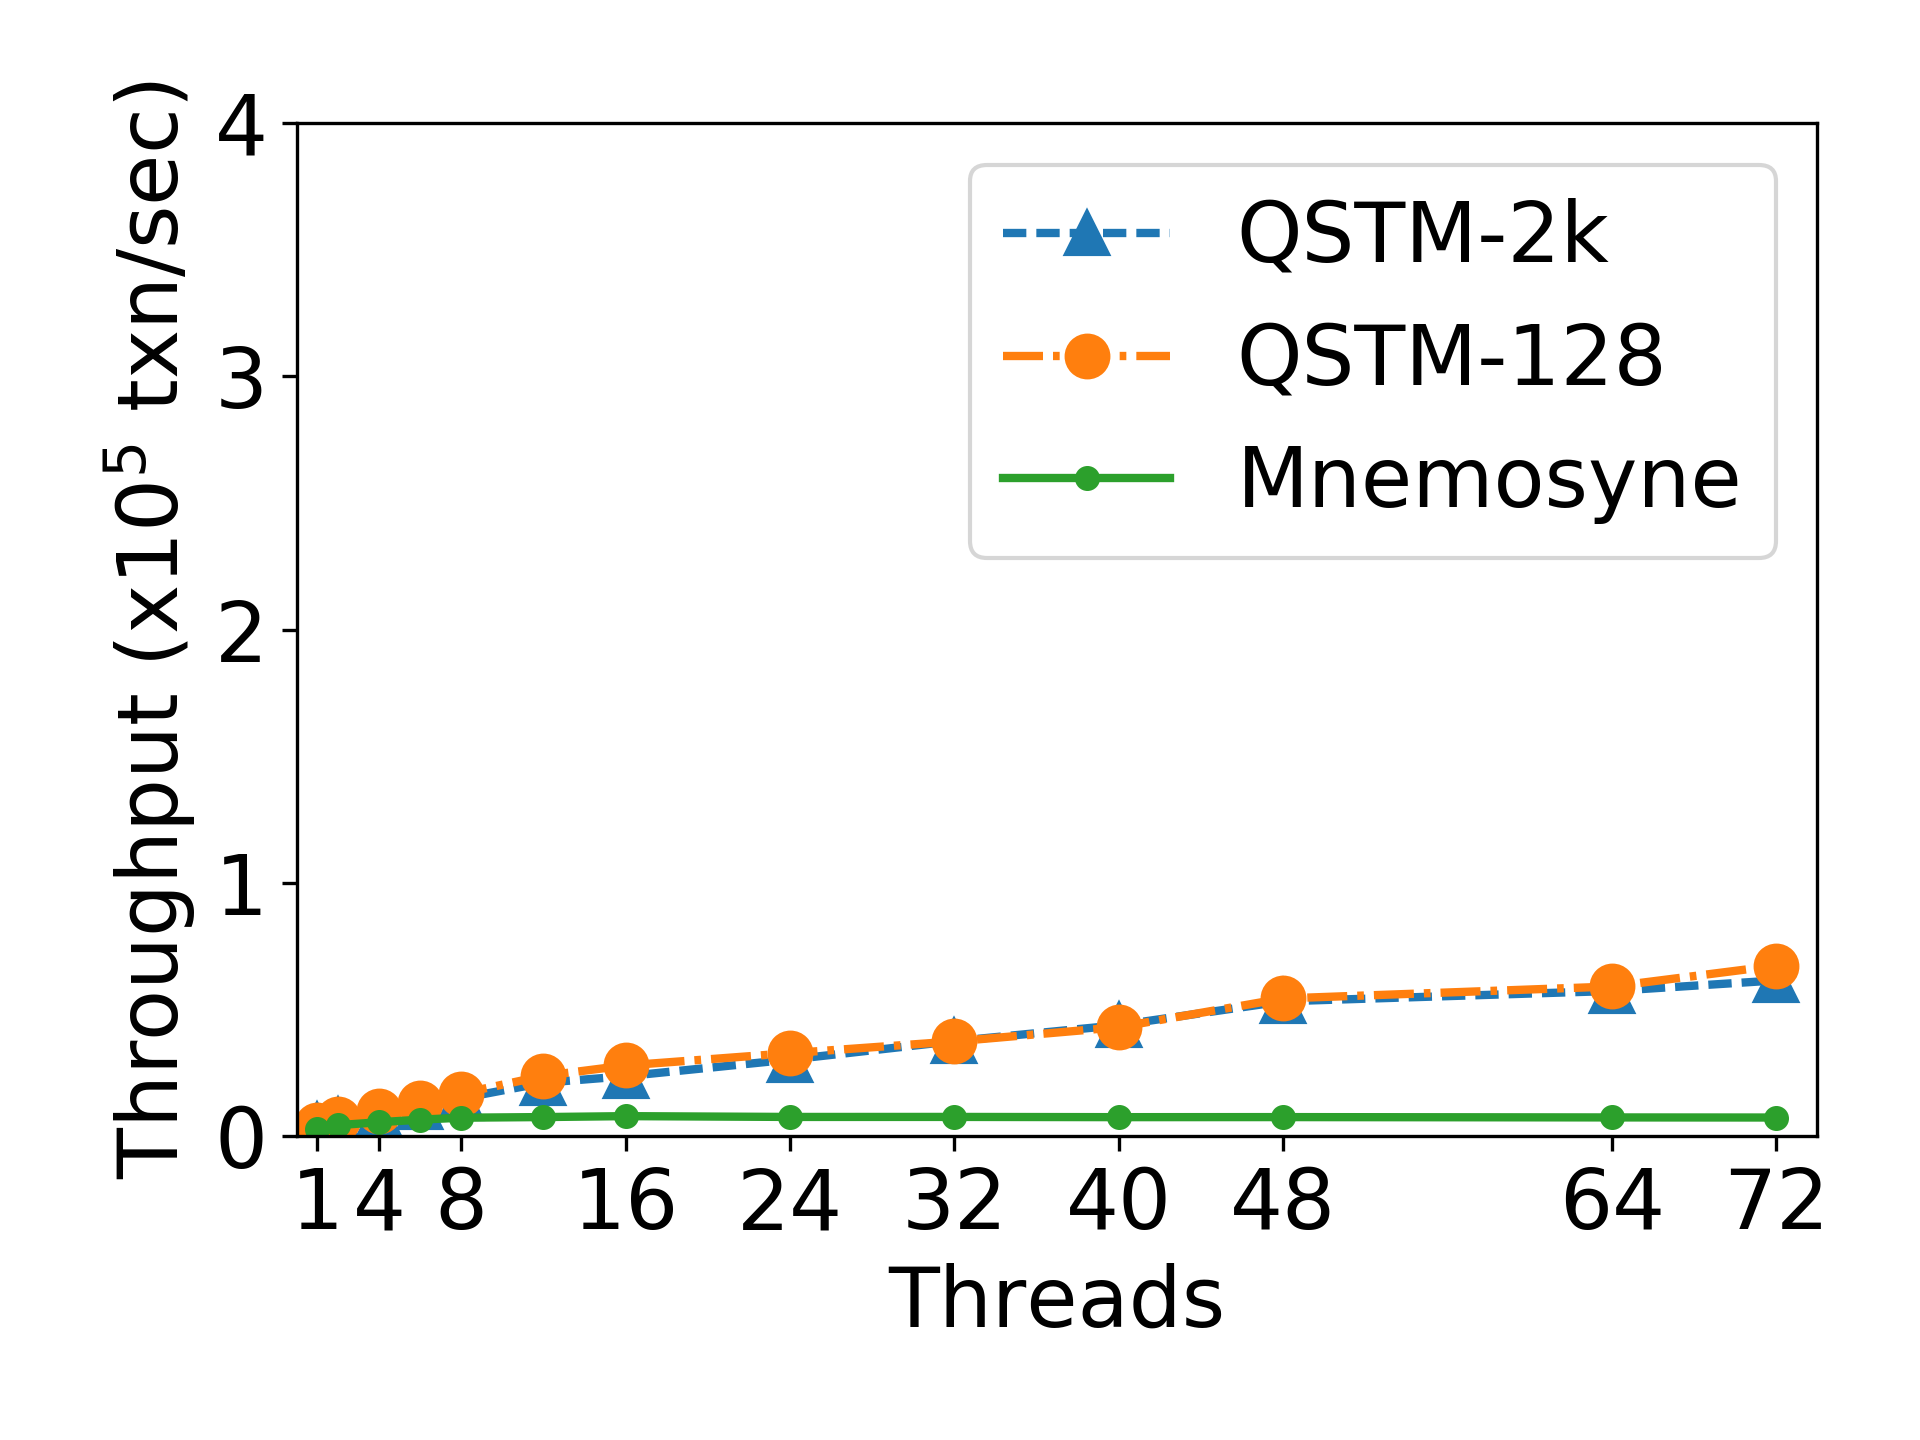 Throughput (x10⁵ txn/sec)
4
3
2
1
0
QSTM-2k
QSTM-128
Mnemosyne
1 4 8 16 24 32 40 48 64 72
Threads